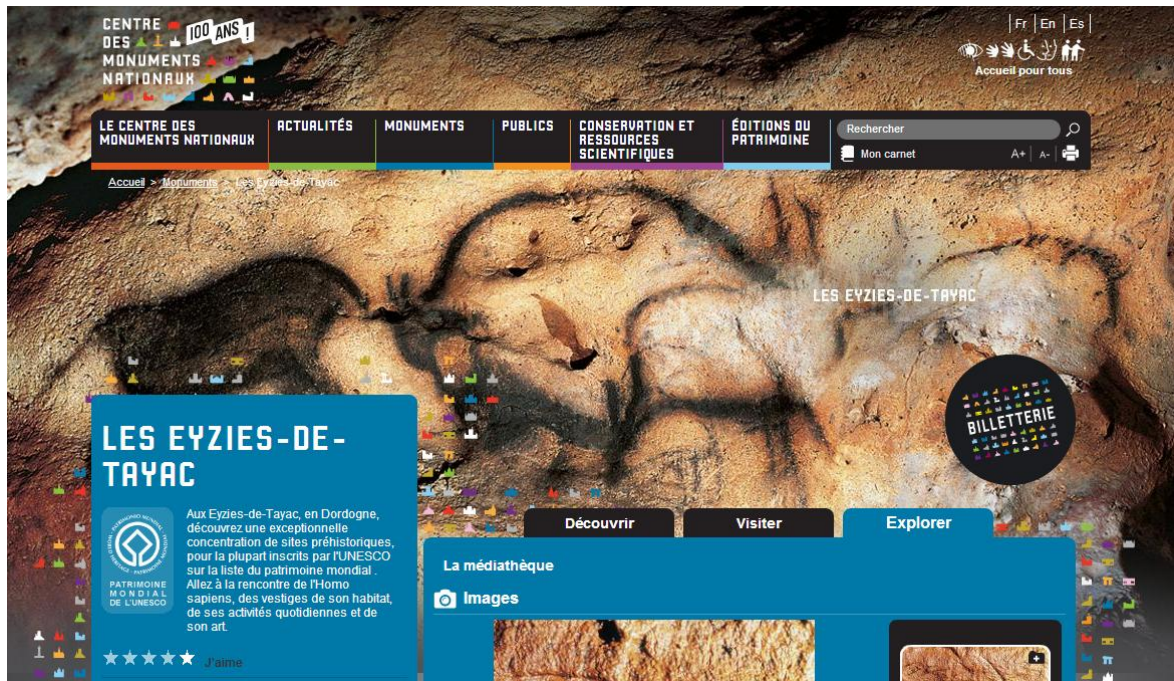 CENTRE
DES
MONUMENTS
NATIONAUX
100 ANS !
Fr | En | Es
Accueil pour tous
LE CENTRE DES
MONUMENTS NATIONAUX
ACTUALITÉS
MONUMENTS
PUBLICS
CONSERVATION ET
RESSOURCES
SCIENTIFIQUES
ÉDITIONS DU
PATRIMOINE
Rechercher
Mon carnet
A+ | A- |
Accueil > Monuments > Les Eyzies-de-Tayac
LES EYZIES-DE-TAYAC
BILLETTERIE
LES EYZIES-DE-
TAYAC
Aux Eyzies-de-Tayac, en Dordogne,
découvrez une exceptionnelle
concentration de sites préhistoriques,
pour la plupart inscrits par l'UNESCO
sur la liste du patrimoine mondial .
Allez à la rencontre de l'Homo
sapiens, des vestiges de son habitat,
de ses activités quotidiennes et de
son art.
PATRIMOINE
MONDIAL
DE L'UNESCO
J'aime
Découvrir
Visiter
Explorer
La médiathèque
Images